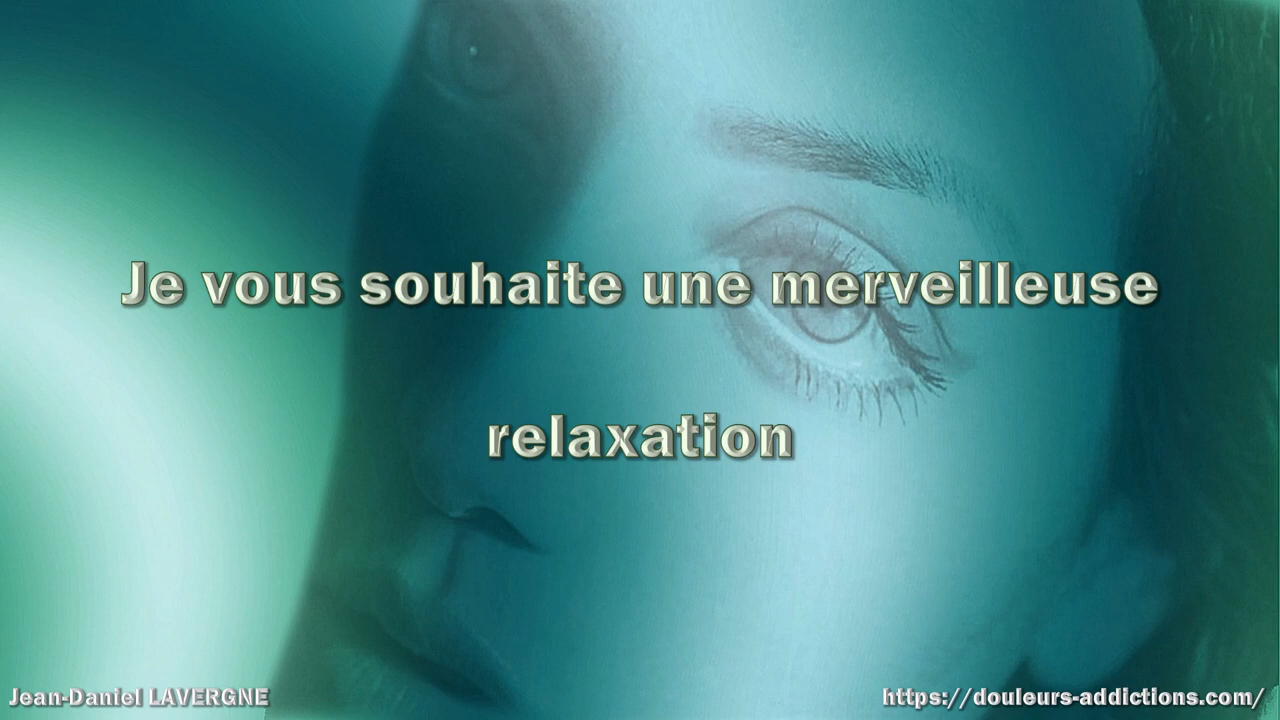 Je vous souhaite une merveilleuse
relaxation
Jean-Daniel LAVERGNE
https://douleurs-addictions.com/